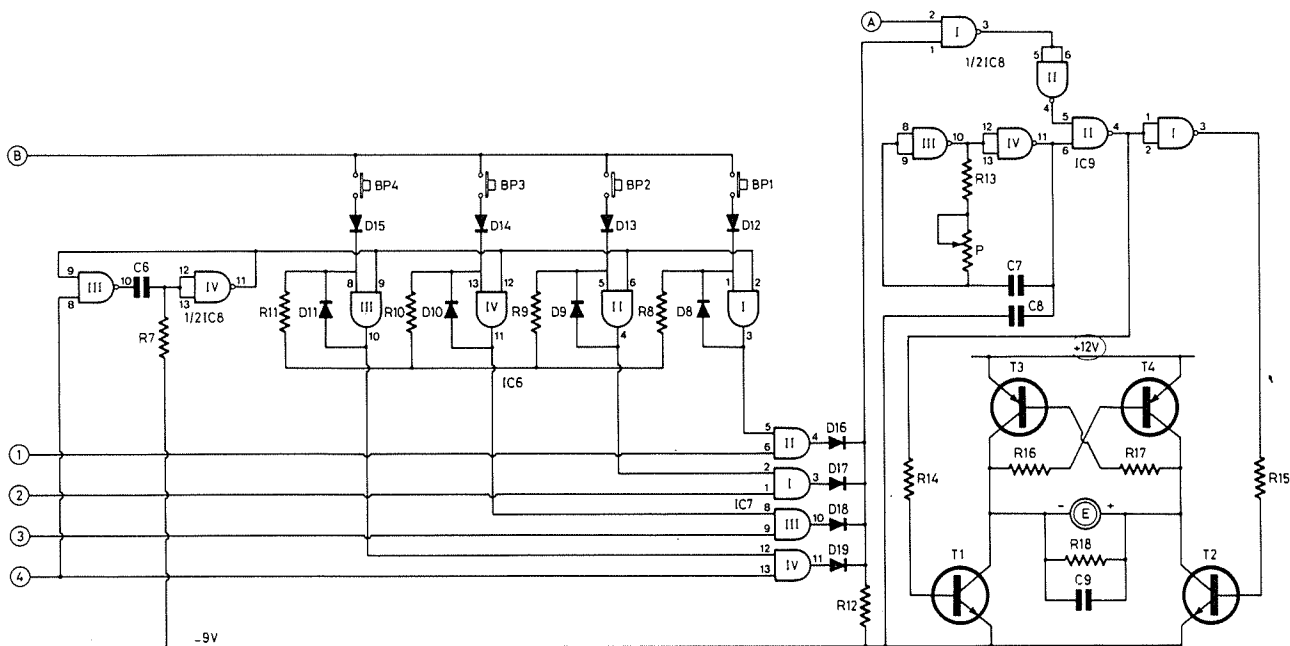 A
2
1
I
3
1/2IC8
5
6
II
4
B
BP4
BP3
BP2
BP1
D15
D14
D13
D12
8
9
III
10
12
13
IV
11
5
6
II
4
IC9
1
2
I
3
R13
P
C7
C8
9
8
III
10
C6
12
13
IV
11
1/2IC8
R7
R11
D11
8
9
III
10
R10
D10
13
12
IV
11
R9
D9
5
6
II
4
R8
D8
1
2
I
3
IC6
+12V
T3
T4
R16
R17
R14
R15
1
2
3
4
5
6
II
4
D16
2
1
I
3
D17
IC7
8
9
III
10
D18
12
13
IV
11
D19
R12
- E +
R18
C9
T1
T2
-9V